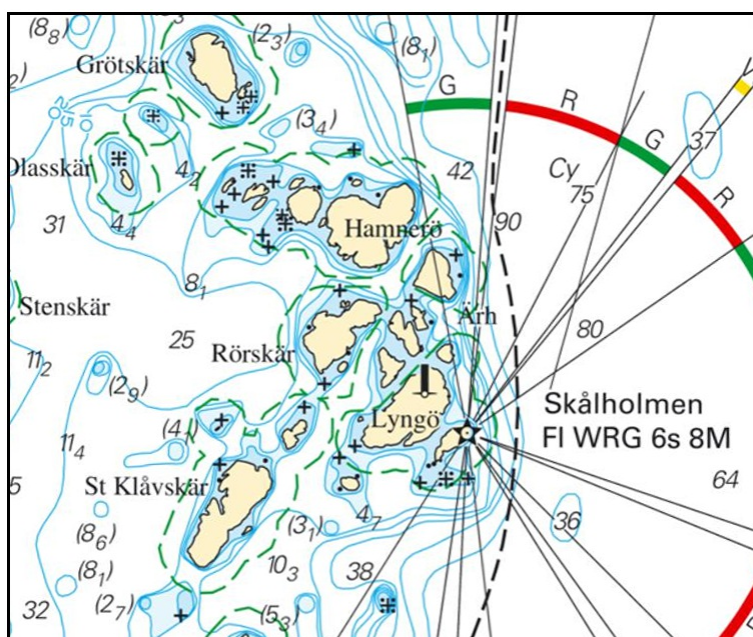 (8₈
(2₃)
(8₁)
Grötskär
G
R
V
(3₄)
G
37
Olasskär
4₂
42
Cy
75
R
31
4₄
Hamnerö
90
8₁
Stenskär
Ärh
25
80
Rörskär
11₂
(2₉)
Skålholmen
Fl WRG 6s 8M
Lyngö
(4₁)
11₄
St Klåvskär
64
5
4₇
36
(8₆)
(3₁)
10₃
38
(8₁)
32
(2₇)
(5₃)